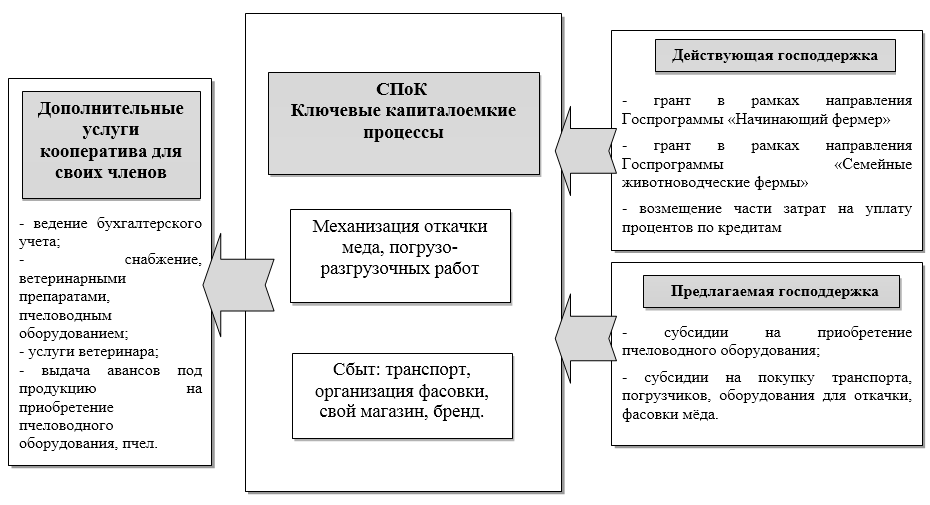 Дополнительные
услуги
кооператива для
своих членов
- ведение бухгалтерского
учета;
- снабжение,
ветеринарными
препаратами,
пчеловодным
оборудованием;
- услуги ветеринара;
- выдача авансов под
продукцию на
приобретение
пчеловодного
оборудования, пчел.
СПоК
Ключевые капиталоемкие
процессы
Механизация откачки
меда, погрузо-
разгрузочных работ
Сбыт: транспорт,
организация фасовки,
свой магазин, бренд.
Действующая господдержка
- грант в рамках направления
Госпрограммы «Начинающий фермер»
- грант в рамках направления
Госпрограммы «Семейные
животноводческие фермы»
- возмещение части затрат на уплату
процентов по кредитам
Предлагаемая господдержка
- субсидии на приобретение
пчеловодного оборудования;
- субсидии на покупку транспорта,
погрузчиков, оборудования для откачки,
фасовки мёда.